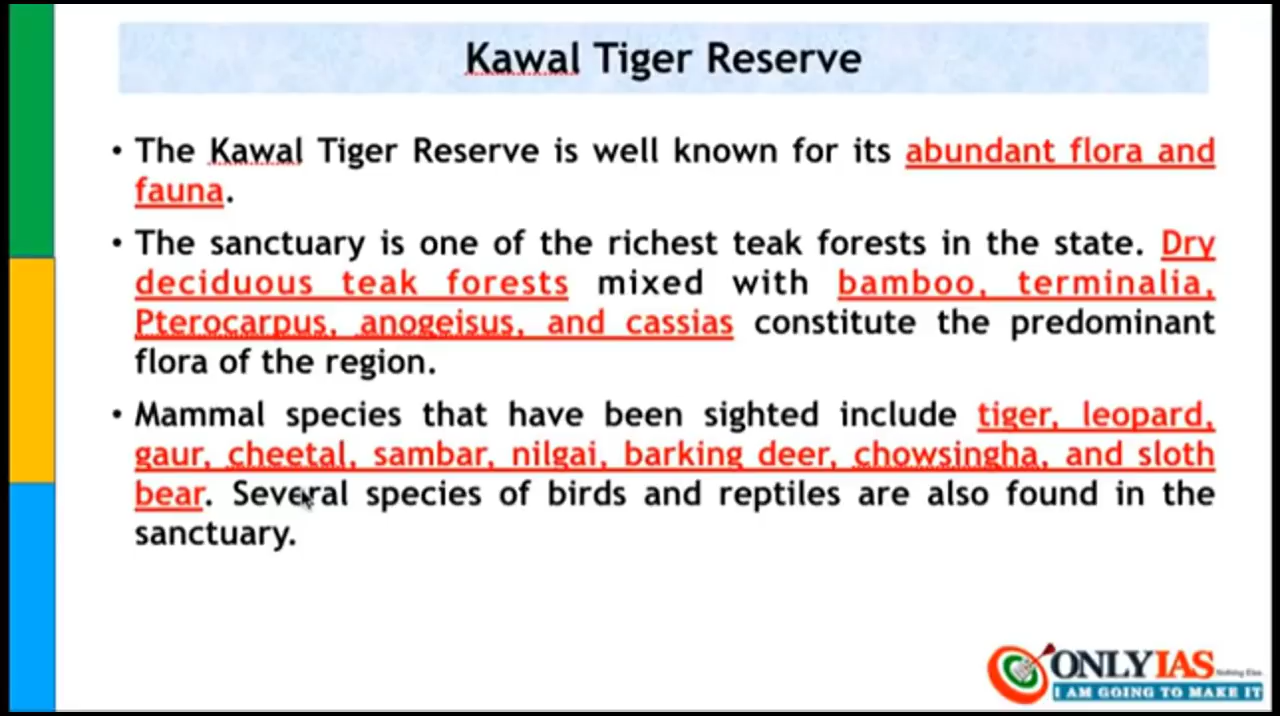 Kawal Tiger Reserve
• The Kawal Tiger Reserve is well known for its abundant flora and
fauna.
• The sanctuary is one of the richest teak forests in the state. Dry
deciduous teak forests mixed with bamboo, terminalia,
Pterocarpus, anogeisus, and cassias constitute the predominant
flora of the region.
• Mammal species that have been sighted include tiger, leopard,
gaur, cheetal, sambar, nilgai, barking deer, chowsingha, and sloth
bear. Several species of birds and reptiles are also found in the
sanctuary.
ONLYIAS
Nothing Else
I AM GOING TO MAKE IT